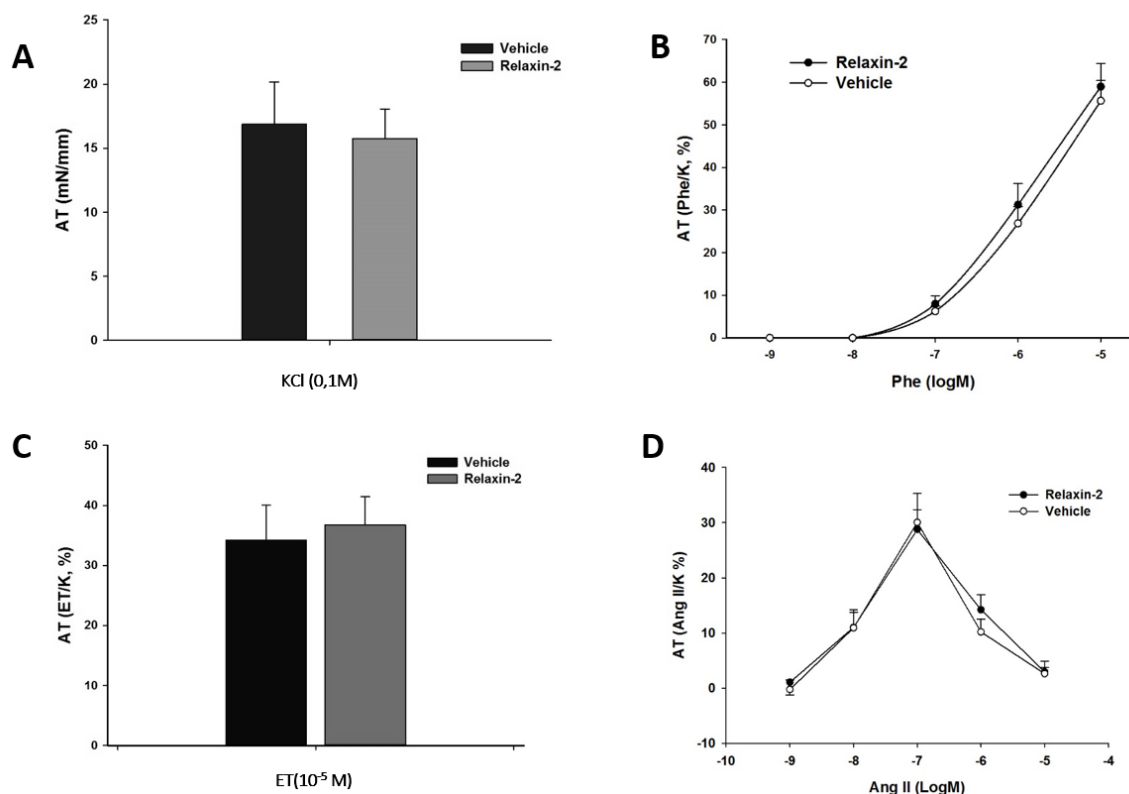 A
AT (mN/mm)
25
20
15
10
5
0
Vehicle
Relaxin-2
KCl (0,1M)
B
AT (Phe/K, %)
70
60
50
40
30
20
10
0
Relaxin-2
Vehicle
-9 -8 -7 -6 -5
Phe (logM)
C
AT (ET/K, %)
50
40
30
20
10
0
Vehicle
Relaxin-2
ET(10⁻⁵ M)
D
AT (Ang II/K %)
40
30
20
10
0
-10
Relaxin-2
Vehicle
-10 -9 -8 -7 -6 -5 -4
Ang II (LogM)